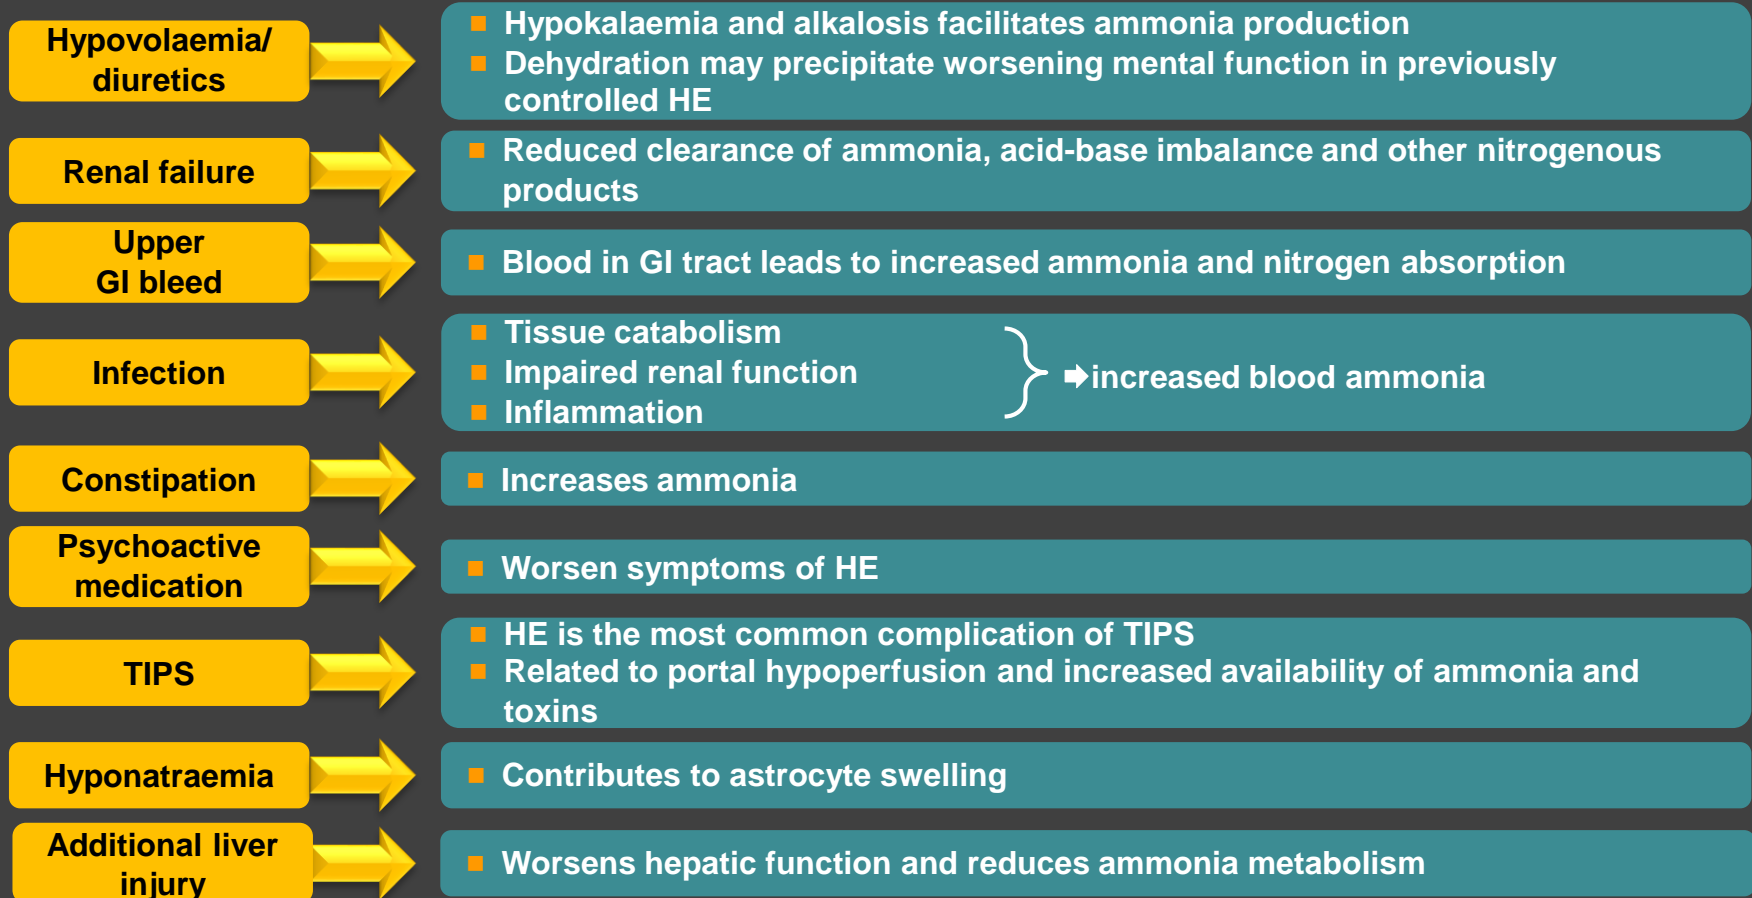 Hypovolaemia/
diuretics
■ Hypokalaemia and alkalosis facilitates ammonia production
■ Dehydration may precipitate worsening mental function in previously
controlled HE
Renal failure
■ Reduced clearance of ammonia, acid-base imbalance and other nitrogenous
products
Upper
GI bleed
■ Blood in GI tract leads to increased ammonia and nitrogen absorption
Infection
■ Tissue catabolism
■ Impaired renal function
■ Inflammation
➡increased blood ammonia
Constipation
■ Increases ammonia
Psychoactive
medication
■ Worsen symptoms of HE
TIPS
■ HE is the most common complication of TIPS
■ Related to portal hypoperfusion and increased availability of ammonia and
toxins
Hyponatraemia
■ Contributes to astrocyte swelling
Additional liver
injury
■ Worsens hepatic function and reduces ammonia metabolism